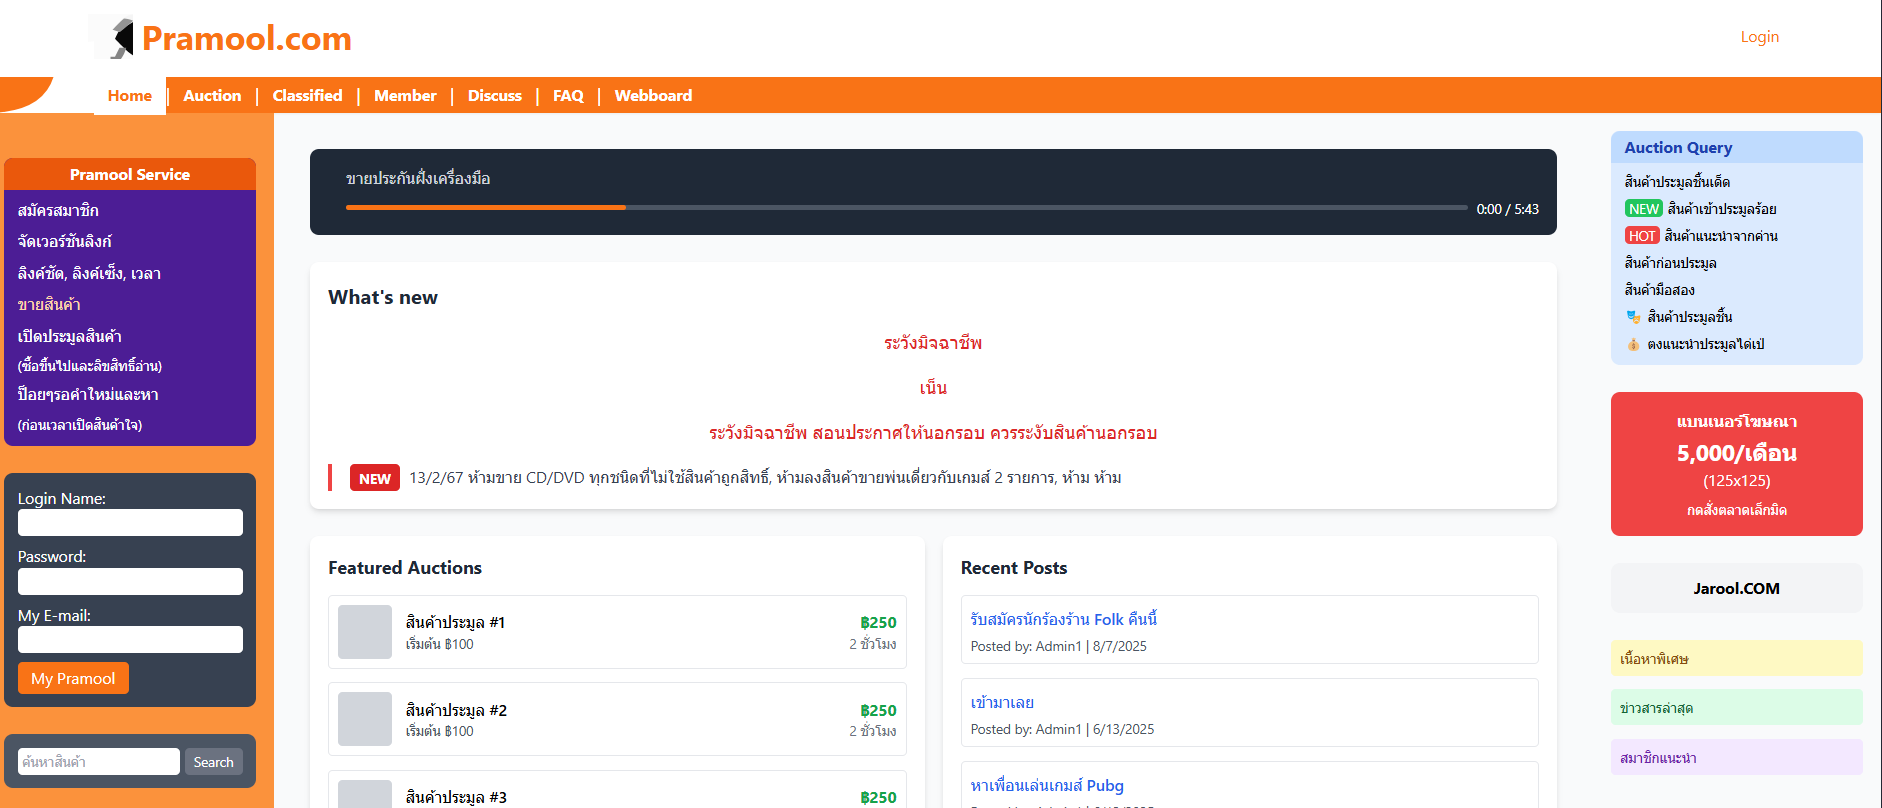 Pramool.com
Login
Home | Auction | Classified | Member | Discuss | FAQ | Webboard
Pramool Service
สมัครสมาชิก
จัดเวอร์ชันลิงก์
ลิงค์ชัด, ลิงค์เซ็ง, เวลา
ขายสินค้า
เปิดประมูลสินค้า
(ซื้อขึ้นไปและลิขสิทธิ์อ่าน)
ป็อยๆรอคำใหม่และหา
(ก่อนเวลาเปิดสินค้าใจ)
Login Name:
Password:
My E-mail:
My Pramool
ค้นหาสินค้า
Search
ขายประกันฝั่งเครื่องมือ
0:00 / 5:43
What's new
ระวังมิจฉาชีพ
เน็น
ระวังมิจฉาชีพ สอนประกาศให้นอกรอบ ควรระงับสินค้านอกรอบ
NEW 13/2/67 ห้ามขาย CD/DVD ทุกชนิดที่ไม่ใช้สินค้าถูกสิทธิ์, ห้ามลงสินค้าขายพ่นเดี่ยวกับเกมส์ 2 รายการ, ห้าม ห้าม
Featured Auctions
สินค้าประมูล #1
฿250
เริ่มต้น ฿100
2 ชั่วโมง
สินค้าประมูล #2
฿250
เริ่มต้น ฿100
2 ชั่วโมง
สินค้าประมูล #3
฿250
Recent Posts
รับสมัครนักร้องร้าน Folk คืนนี้
Posted by: Admin1 | 8/7/2025
เข้ามาเลย
Posted by: Admin1 | 6/13/2025
หาเพื่อนเล่นเกมส์ Pubg
Auction Query
สินค้าประมูลชิ้นเด็ด
NEW สินค้าเข้าประมูลร้อย
HOT สินค้าแนะนำจากค่าน
สินค้าก่อนประมูล
สินค้ามือสอง
สินค้าประมูลชิ้น
ตงแนะนำประมูลได่เป้
แบนเนอร์โฆษณา
5,000/เดือน
(125x125)
กดสั่งตลาดเล็กมิด
Jarool.COM
เนื้อหาพิเศษ
ข่าวสารล่าสุด
สมาชิกแนะนำ